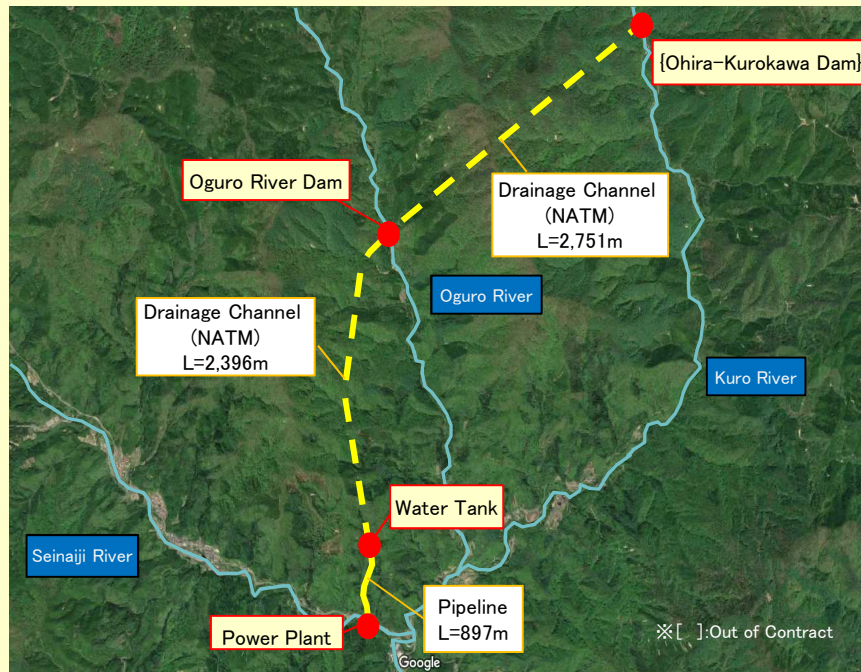 {Ohira-Kurokawa Dam}
Oguro River Dam
Drainage Channel
(NATM)
L=2,751m
Oguro River
Drainage Channel
(NATM)
L=2,396m
Kuro River
Water Tank
Seinaiji River
Pipeline
L=897m
Power Plant
※[ ]:Out of Contract
Google